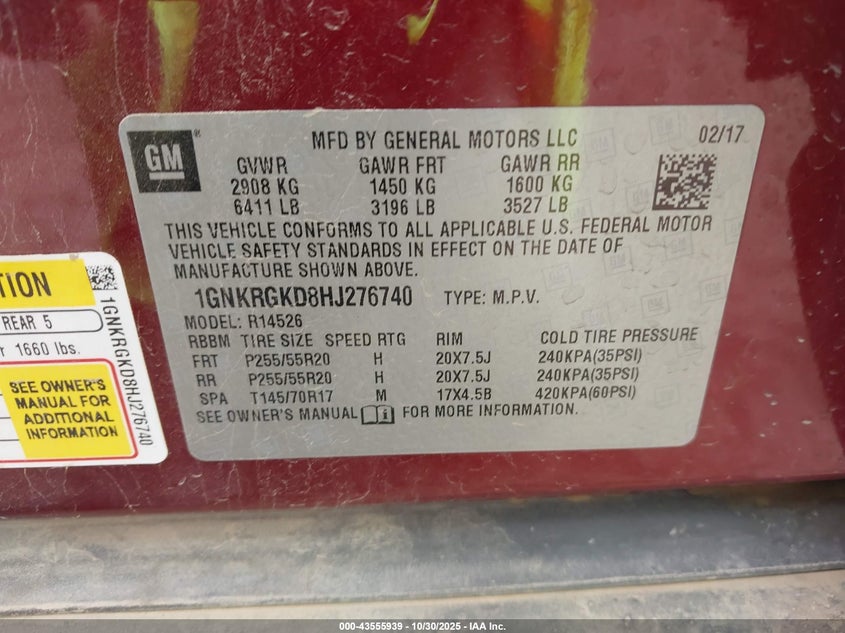 GM
MFD BY GENERAL MOTORS LLC 02/17
GVWR GAWR FRT GAWR RR
2908 KG 1450 KG 1600 KG
6411 LB 3196 LB 3527 LB
THIS VEHICLE CONFORMS TO ALL APPLICABLE U.S. FEDERAL MOTOR
VEHICLE SAFETY STANDARDS IN EFFECT ON THE DATE OF
MANUFACTURE SHOWN ABOVE.
1GNKRGKD8HJ276740 TYPE: M.P.V.
MODEL: R14526
RBBM TIRE SIZE SPEED RTG RIM COLD TIRE PRESSURE
FRT P255/55R20 H 20X7.5J 240KPA(35PSI)
RR P255/55R20 H 20X7.5J 240KPA(35PSI)
SPA T145/70R17 M 17X4.5B 420KPA(60PSI)
SEE OWNER'S MANUAL FOR MORE INFORMATION.
REAR 5
1660 lbs.
SEE OWNER'S
MANUAL FOR
ADDITIONAL
INFORMATION
1GNKRGKD8HJ276740
000-43555939 - 10/30/2025 - IAA Inc.